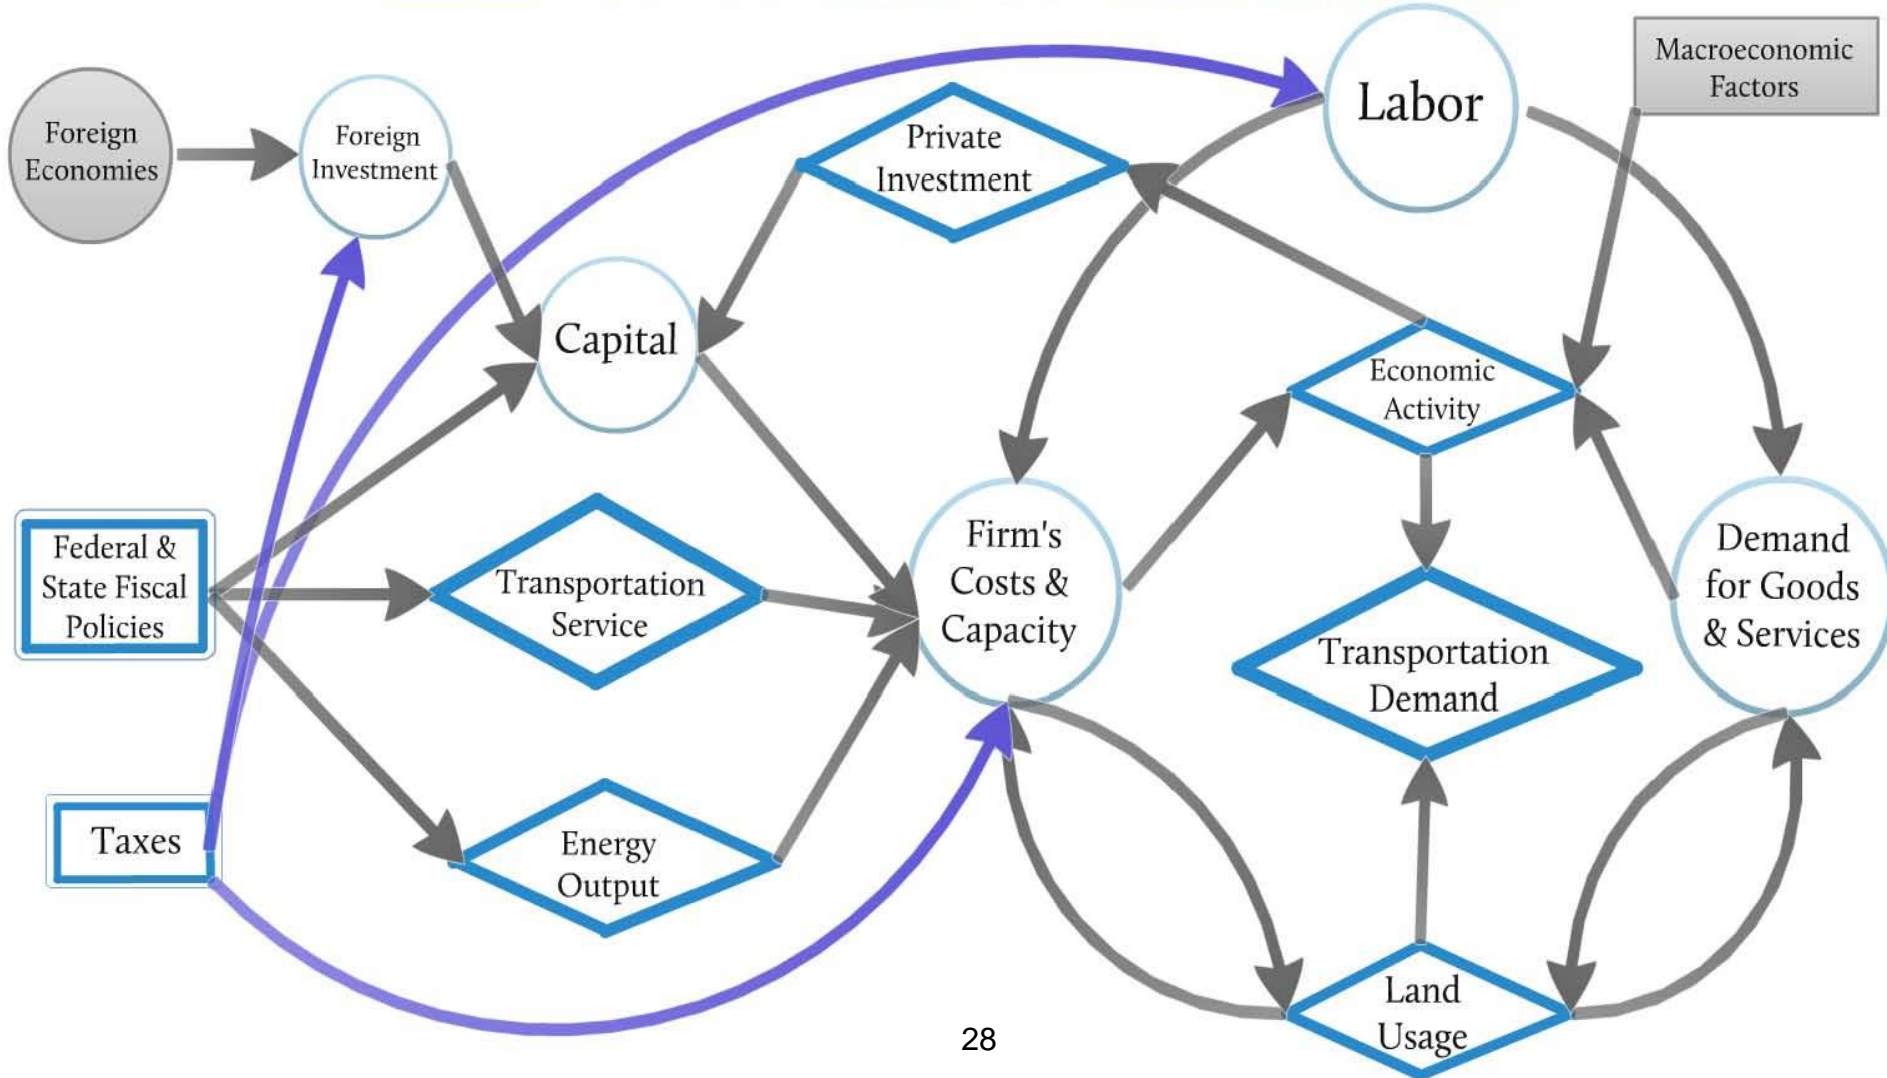 Foreign
Economies
Foreign
Investment
Private
Investment
Labor
Macroeconomic
Factors
Capital
Economic
Activity
Federal &
State Fiscal
Policies
Transportation
Service
Firm's
Costs &
Capacity
Demand
for Goods
& Services
Transportation
Demand
Taxes
Energy
Output
Land
Usage
28